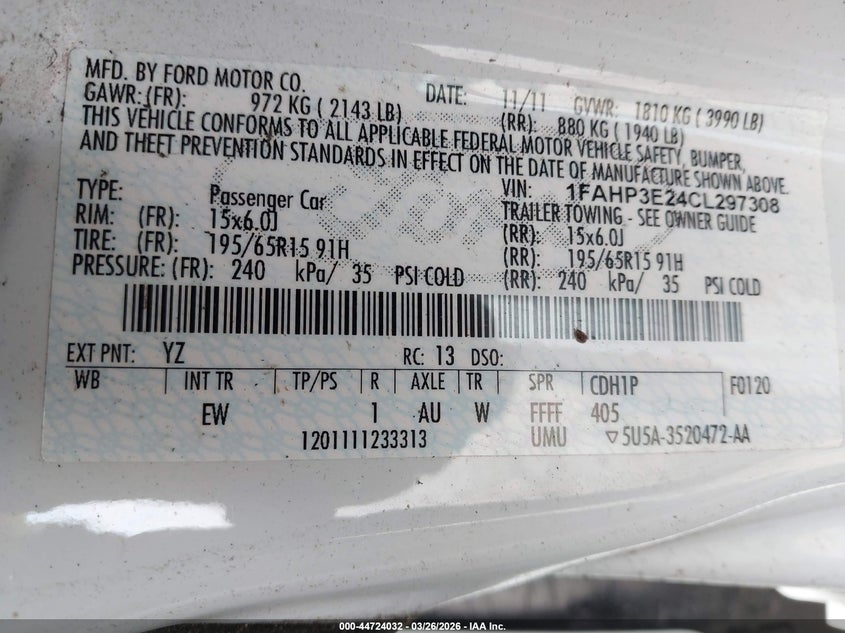 MFD. BY FORD MOTOR CO. DATE: 11/11 GVWR: 1810 KG ( 3990 LB)
GAWR: (FR): 972 KG ( 2143 LB) (RR): 880 KG ( 1940 LB)
THIS VEHICLE CONFORMS TO ALL APPLICABLE FEDERAL MOTOR VEHICLE SAFETY, BUMPER,
AND THEFT PREVENTION STANDARDS IN EFFECT ON THE DATE OF MANUFACTURE SHOWN ABOVE.
VIN: 1FAHP3E24CL297308
TYPE: Passenger Car TRAILER TOWING - SEE OWNER GUIDE
RIM: (FR): 15x6.0J (RR): 15x6.0J
TIRE: (FR): 195/65R15 91H (RR): 195/65R15 91H
PRESSURE: (FR): 240 kPa/ 35 PSI COLD (RR): 240 kPa/ 35 PSI COLD
EXT PNT: YZ RC: 13 DSO:
WB INT TR TP/PS R AXLE TR SPR CDH1P F0120
EW 1 AU W FFFF 405
1201111233313 UMU ▽5U5A-3520472-AA
000-44724032 - 03/26/2026 - IAA Inc.